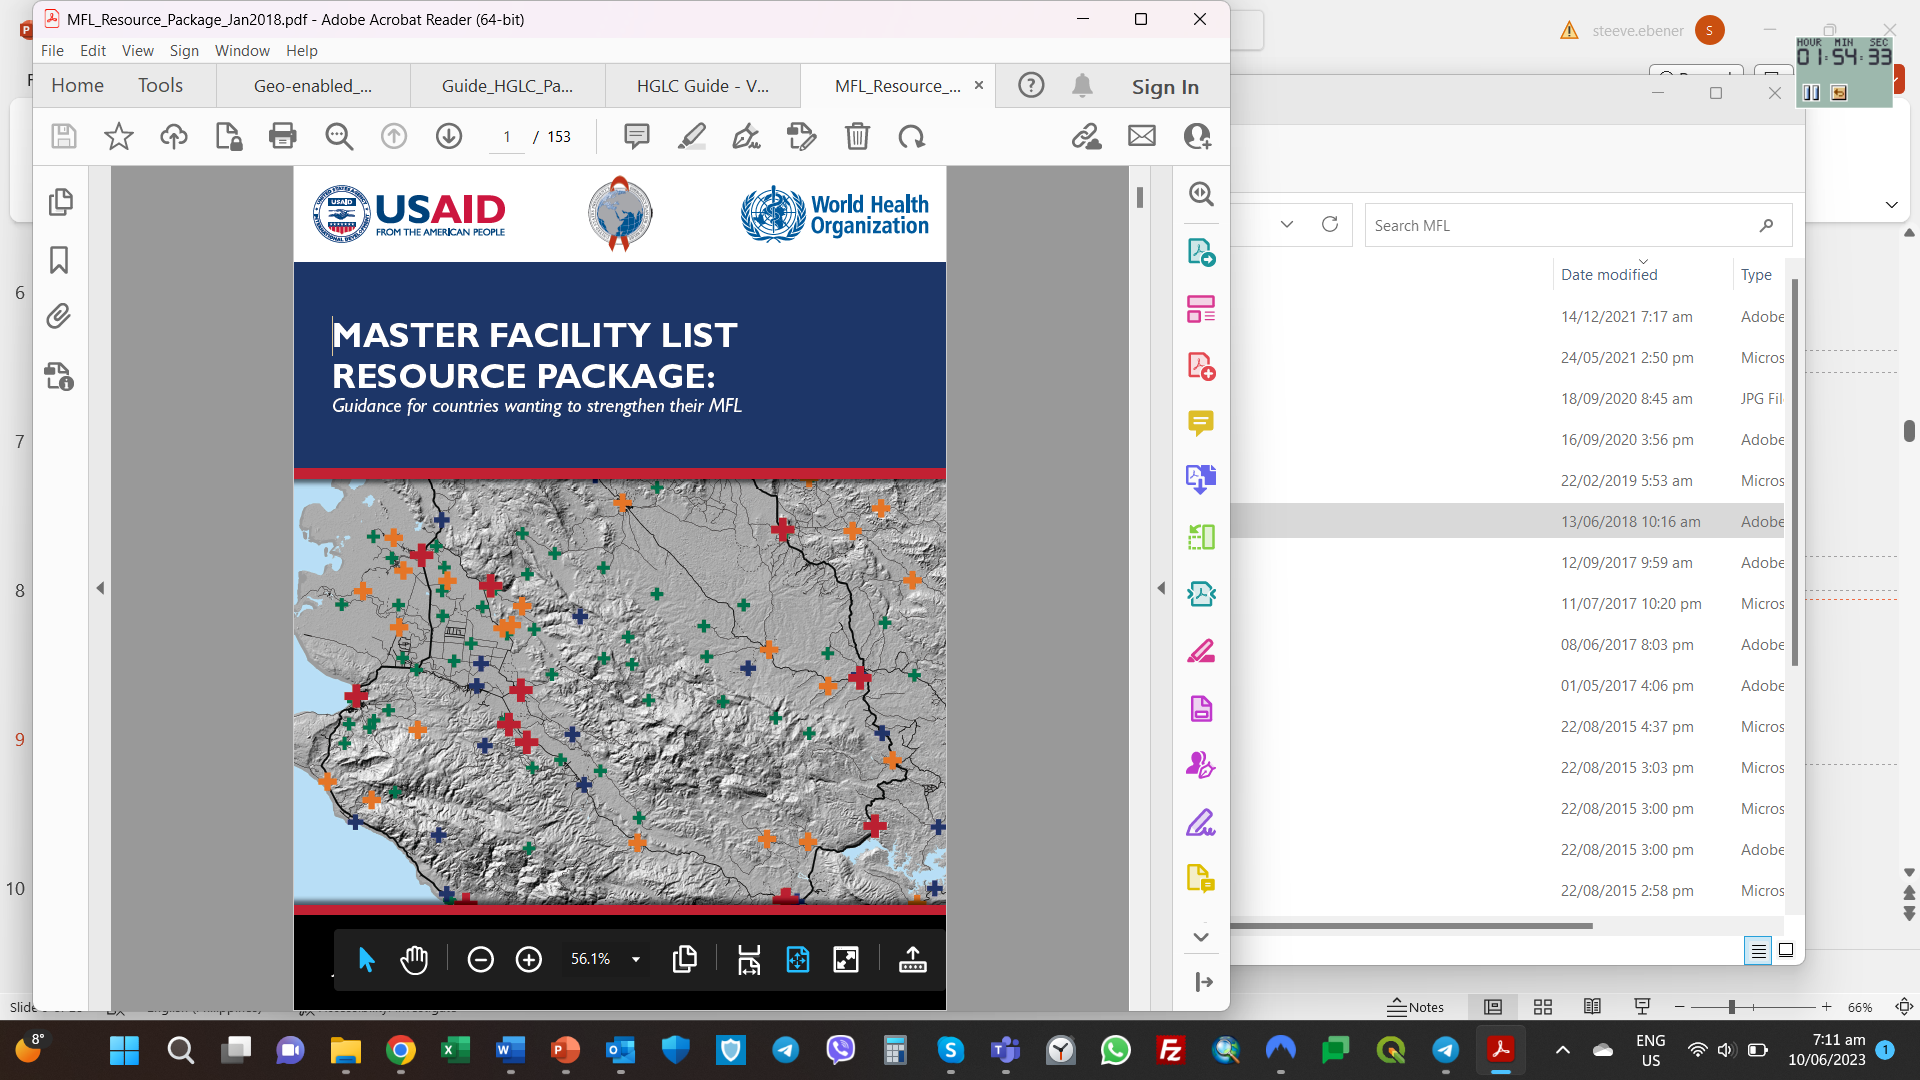 MFL_Resource_Package_Jan2018.pdf - Adobe Acrobat Reader (64-bit)
File Edit View Sign Window Help
Home Tools Geo-enabled_... Guide_HGLC_Pa... HGLC Guide - V... MFL_Resource_... × Sign In
1 / 153
USAID
FROM THE AMERICAN PEOPLE
World Health
Organization
MASTER FACILITY LIST
RESOURCE PACKAGE:
Guidance for countries wanting to strengthen their MFL
56.1%
steeve.ebener S
HOUR MIN SEC
01:54:33
Search MFL
Date modified Type
14/12/2021 7:17 am Adobe
24/05/2021 2:50 pm Micros
18/09/2020 8:45 am JPG Fil
16/09/2020 3:56 pm Adobe
22/02/2019 5:53 am Micros
13/06/2018 10:16 am Adobe
12/09/2017 9:59 am Adobe
11/07/2017 10:20 pm Micros
08/06/2017 8:03 pm Adobe
01/05/2017 4:06 pm Adobe
22/08/2015 4:37 pm Micros
22/08/2015 3:03 pm Micros
22/08/2015 3:00 pm Micros
22/08/2015 3:00 pm Adobe
22/08/2015 2:58 pm Micros
6
7
8
9
10
Notes 66%
8°
ENG
US
7:11 am
10/06/2023
1